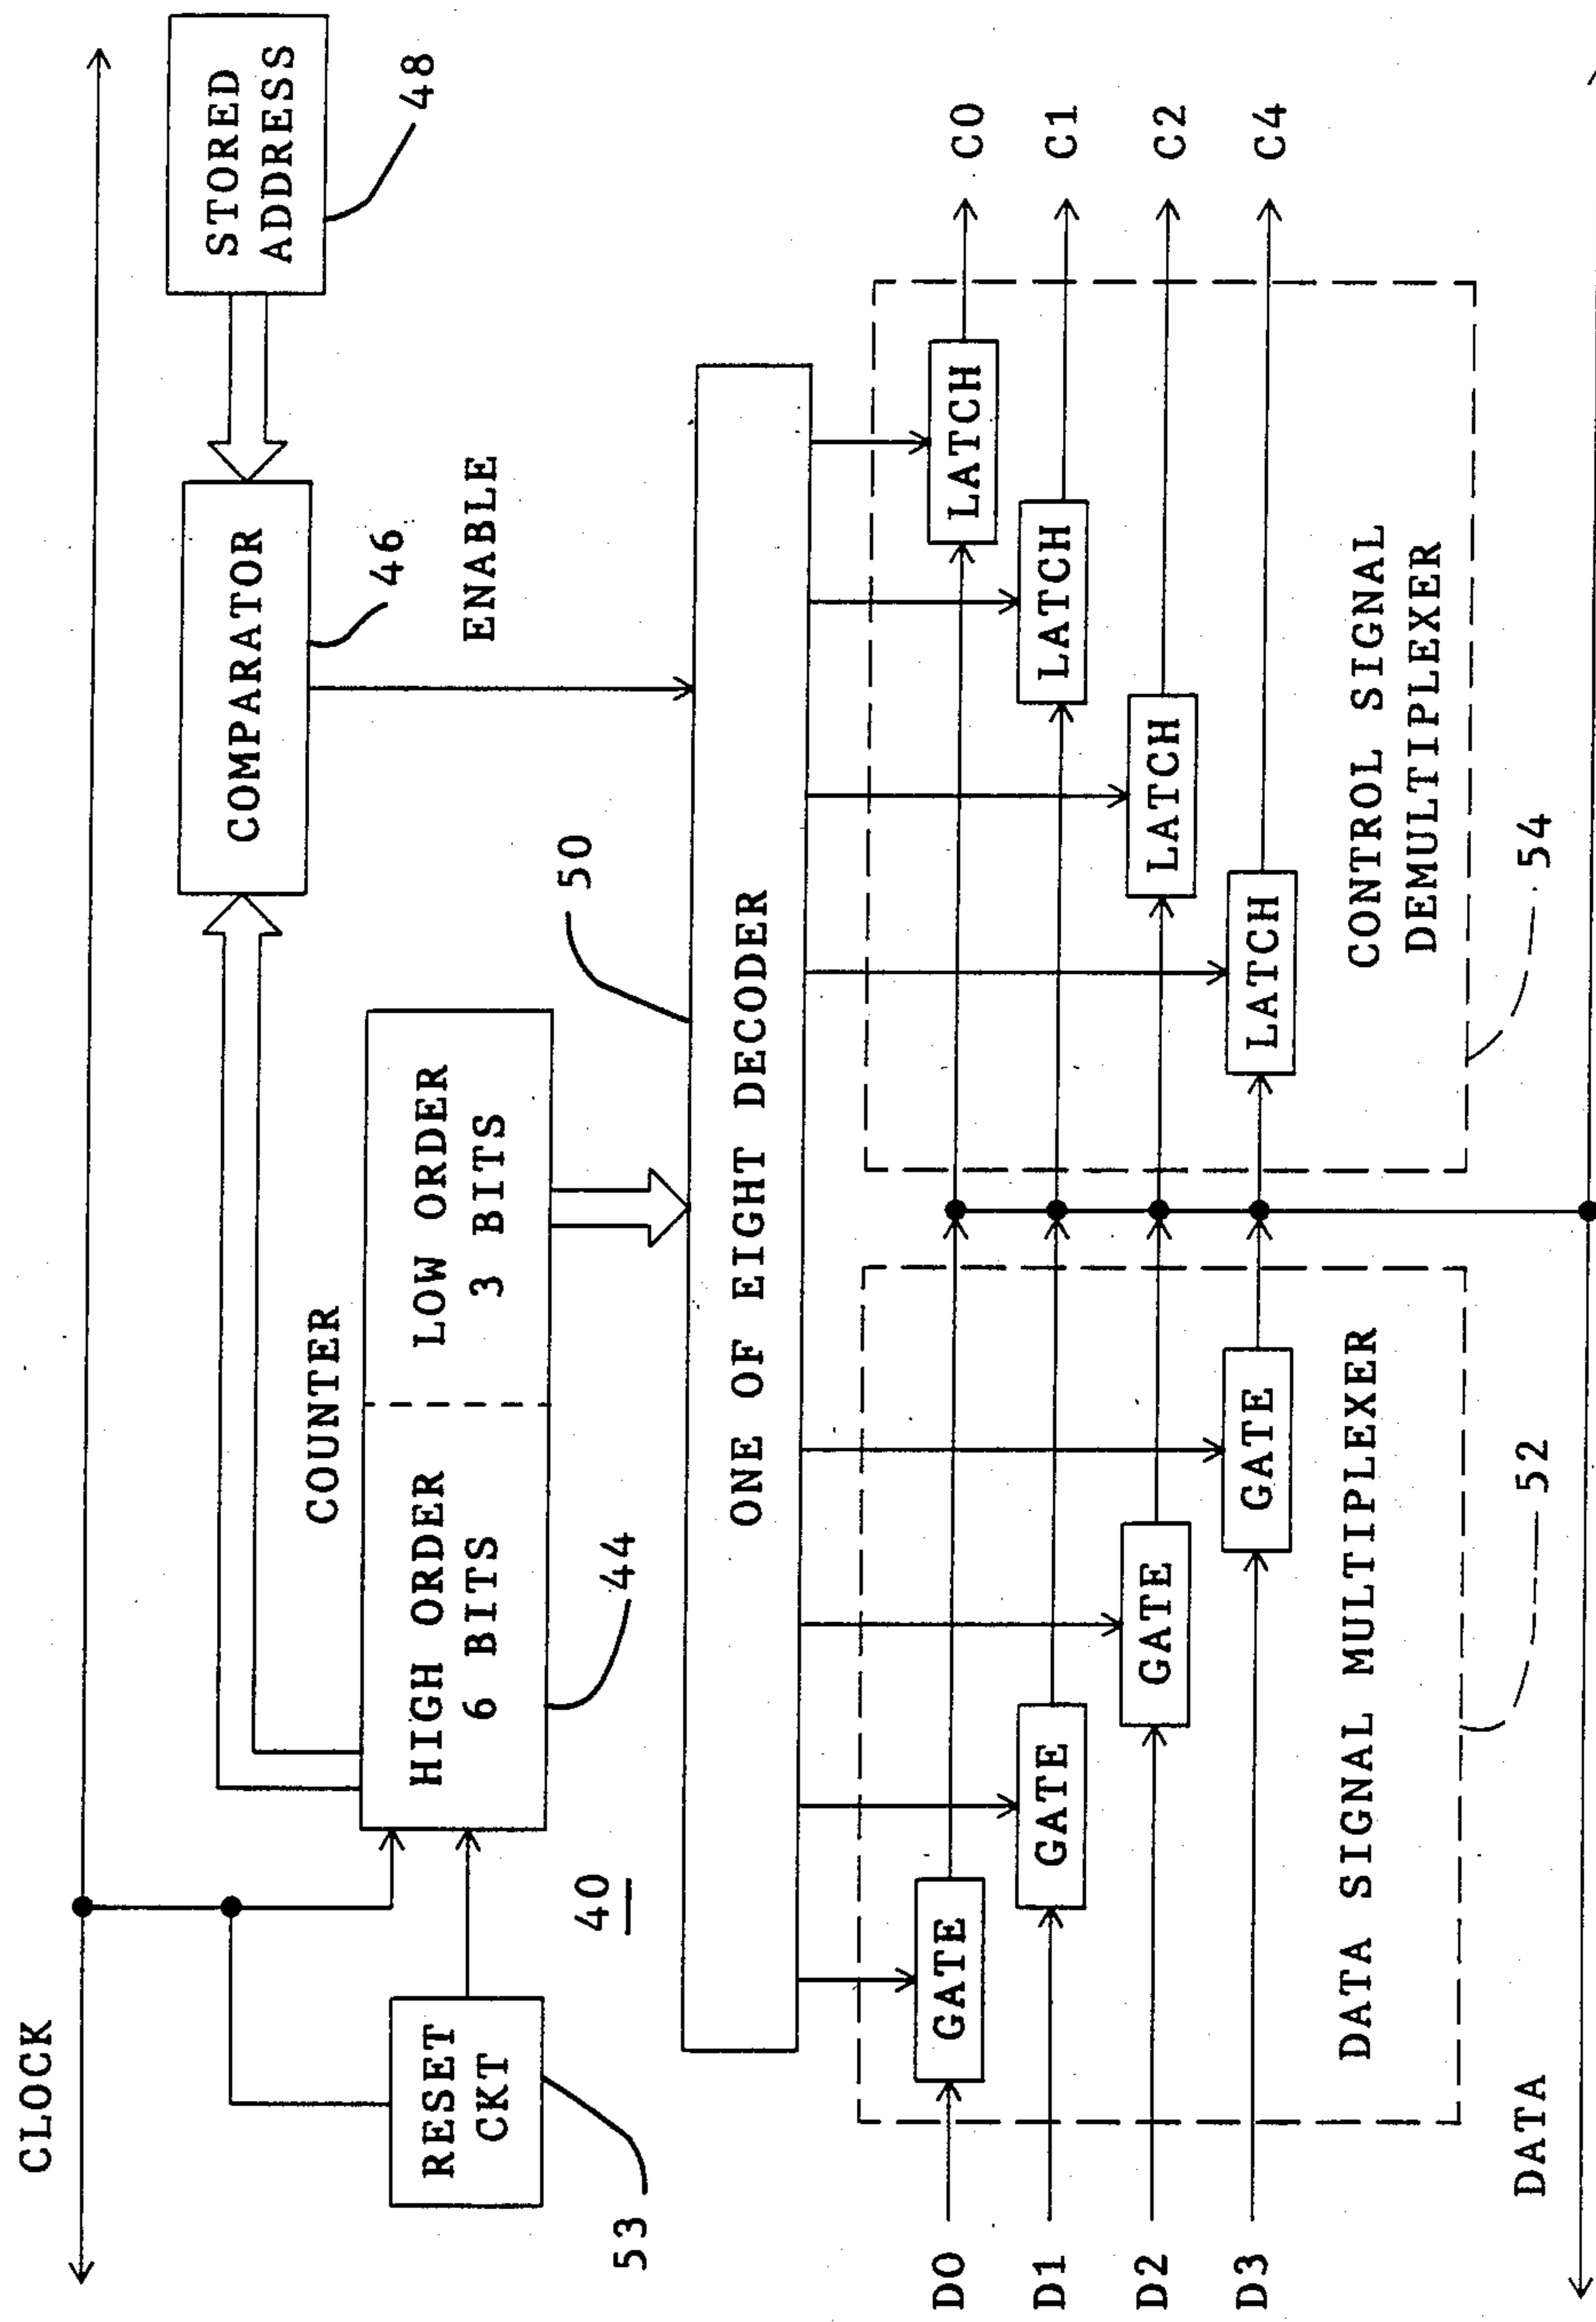 CLOCK
STORED
ADDRESS
48
COMPARATOR
46
ENABLE
COUNTER
HIGH ORDER
6 BITS
LOW ORDER
3 BITS
44
RESET
CKT
53
40
50
ONE OF EIGHT DECODER
D0
GATE
LATCH
C0
D1
GATE
LATCH
C1
D2
GATE
LATCH
C2
D3
GATE
LATCH
C4
DATA SIGNAL MULTIPLEXER
52
CONTROL SIGNAL
DEMULTIPLEXER
54
DATA